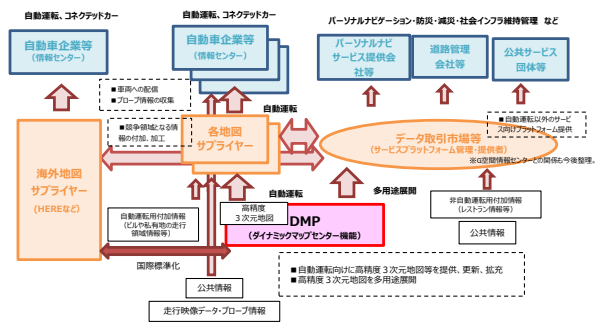 自動運転、コネクテッドカー
自動運転、コネクテッドカー
パーソナルナビゲーション・防災・減災・社会インフラ維持管理 など
自動車企業等
(情報センター)
自動車企業等
(情報センター)
パーソナルナビ
サービス提供会
社等
道路管理
会社等
公共サービス
団体等
■車両への配信
■プローブ情報の収集
自動運転
■競争領域となる情
報の付加、加工
各地図
サプライヤー
■自動運転以外のサービ
ス向けプラットフォーム提供
データ取引市場等
(サービスプラットフォーム管理・提供者)
※G空間情報センターとの関係も今後整理。
海外地図
サプライヤー
(HEREなど)
自動運転
多用途展開
自動運転用付加情報
(ビルや私有地の走行
領域情報等)
高精度
3次元地図
DMP
(ダイナミックマップセンター機能)
非自動運転用付加情報
(レストラン情報等)
公共情報
国際標準化
■自動運転向けに高精度3次元地図等を提供、更新、拡充
■高精度3次元地図を多用途展開
公共情報
走行映像データ・プローブ情報